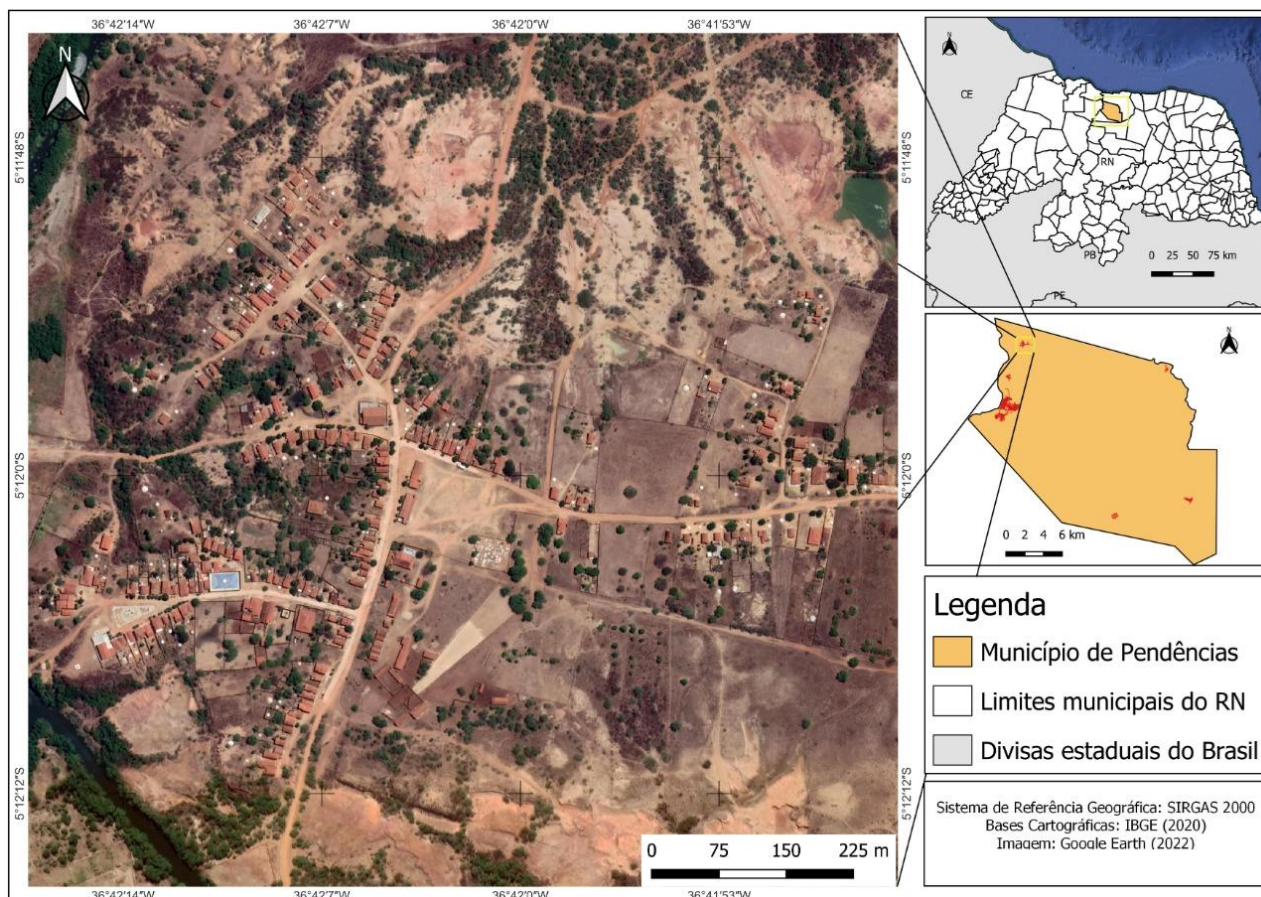 36°42'14"W 36°42'7"W 36°42'0"W 36°41'53"W
N
5°11'48"S 5°11'48"S
5°12'0"S 5°12'0"S
5°12'12"S 5°12'12"S
0 75 150 225 m
36°42'14"W 36°42'7"W 36°42'0"W 36°41'53"W
N
CE
RN
PB
0 25 50 75 km
PE
N
0 2 4 6 km
Legenda
Município de Pendências
Limites municipais do RN
Divisas estaduais do Brasil
Sistema de Referência Geográfica: SIRGAS 2000
Bases Cartográficas: IBGE (2020)
Imagem: Google Earth (2022)